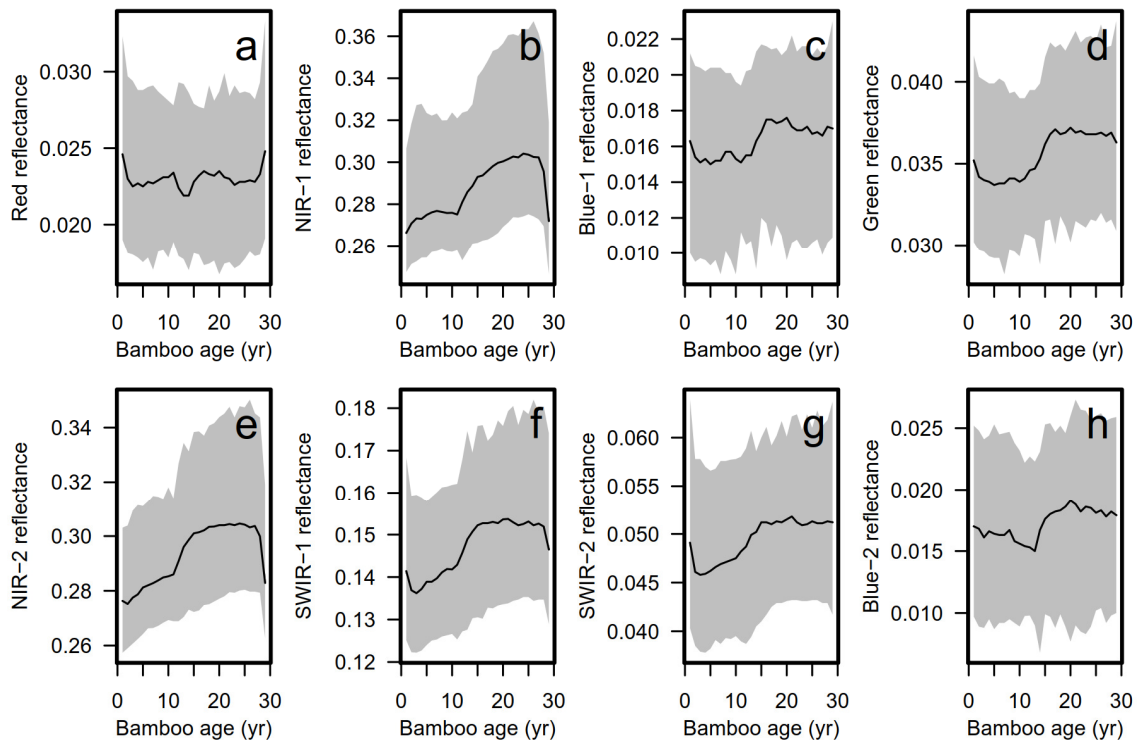 a
Red reflectance
0.030
0.025
0.020
0 10 20 30
Bamboo age (yr)
b
NIR−1 reflectance
0.36
0.34
0.32
0.30
0.28
0.26
0 10 20 30
Bamboo age (yr)
c
Blue−1 reflectance
0.022
0.020
0.018
0.016
0.014
0.012
0.010
0 10 20 30
Bamboo age (yr)
d
Green reflectance
0.040
0.035
0.030
0 10 20 30
Bamboo age (yr)
e
NIR−2 reflectance
0.34
0.32
0.30
0.28
0.26
0 10 20 30
Bamboo age (yr)
f
SWIR−1 reflectance
0.18
0.17
0.16
0.15
0.14
0.13
0.12
0 10 20 30
Bamboo age (yr)
g
SWIR−2 reflectance
0.060
0.055
0.050
0.045
0.040
0 10 20 30
Bamboo age (yr)
h
Blue−2 reflectance
0.025
0.020
0.015
0.010
0 10 20 30
Bamboo age (yr)